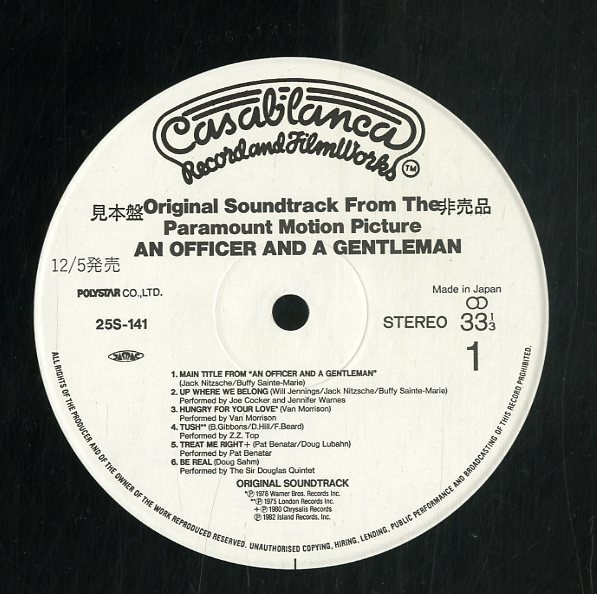 Casablanca
Record and FilmWorks TM
見本盤 Original Soundtrack From The 非売品
Paramount Motion Picture
AN OFFICER AND A GENTLEMAN
12/5発売
POLYSTAR CO.,LTD.
Made in Japan
25S-141
STEREO 33 1/3
1
JASRAC
1. MAIN TITLE FROM "AN OFFICER AND A GENTLEMAN"
(Jack Nitzsche/Buffy Sainte-Marie)
2. UP WHERE WE BELONG (Will Jennings/Jack Nitzsche/Buffy Sainte-Marie)
Performed by Joe Cocker and Jennifer Warnes
3. HUNGRY FOR YOUR LOVE* (Van Morrison)
Performed by Van Morrison
4. TUSH** (B.Gibbons/D.Hill/F.Beard)
Performed by Z.Z. Top
5. TREAT ME RIGHT+ (Pat Benatar/Doug Lubahn)
Performed by Pat Benatar
6. BE REAL (Doug Sahm)
Performed by The Sir Douglas Quintet
ORIGINAL SOUNDTRACK
*Ⓟ 1978 Warner Bros. Records Inc.
**Ⓟ 1975 London Records Inc.
+Ⓟ 1980 Chrysalis Records
Ⓟ 1982 Island Records, Inc.
ALL RIGHTS OF THE PRODUCER AND OF THE OWNER OF THE WORK REPRODUCED RESERVED. UNAUTHORISED COPYING, HIRING, LENDING, PUBLIC PERFORMANCE AND BROADCASTING OF THIS RECORD PROHIBITED.